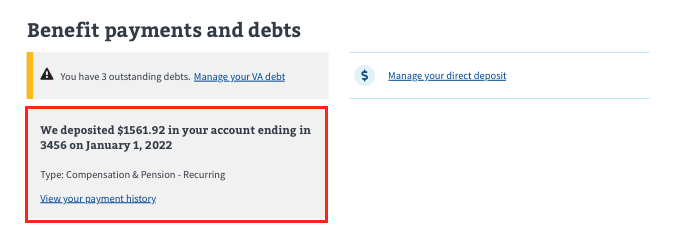 Benefit payments and debts
You have 3 outstanding debts. Manage your VA debt
$ Manage your direct deposit
We deposited $1561.92 in your account ending in
3456 on January 1, 2022
Type: Compensation & Pension - Recurring
View your payment history